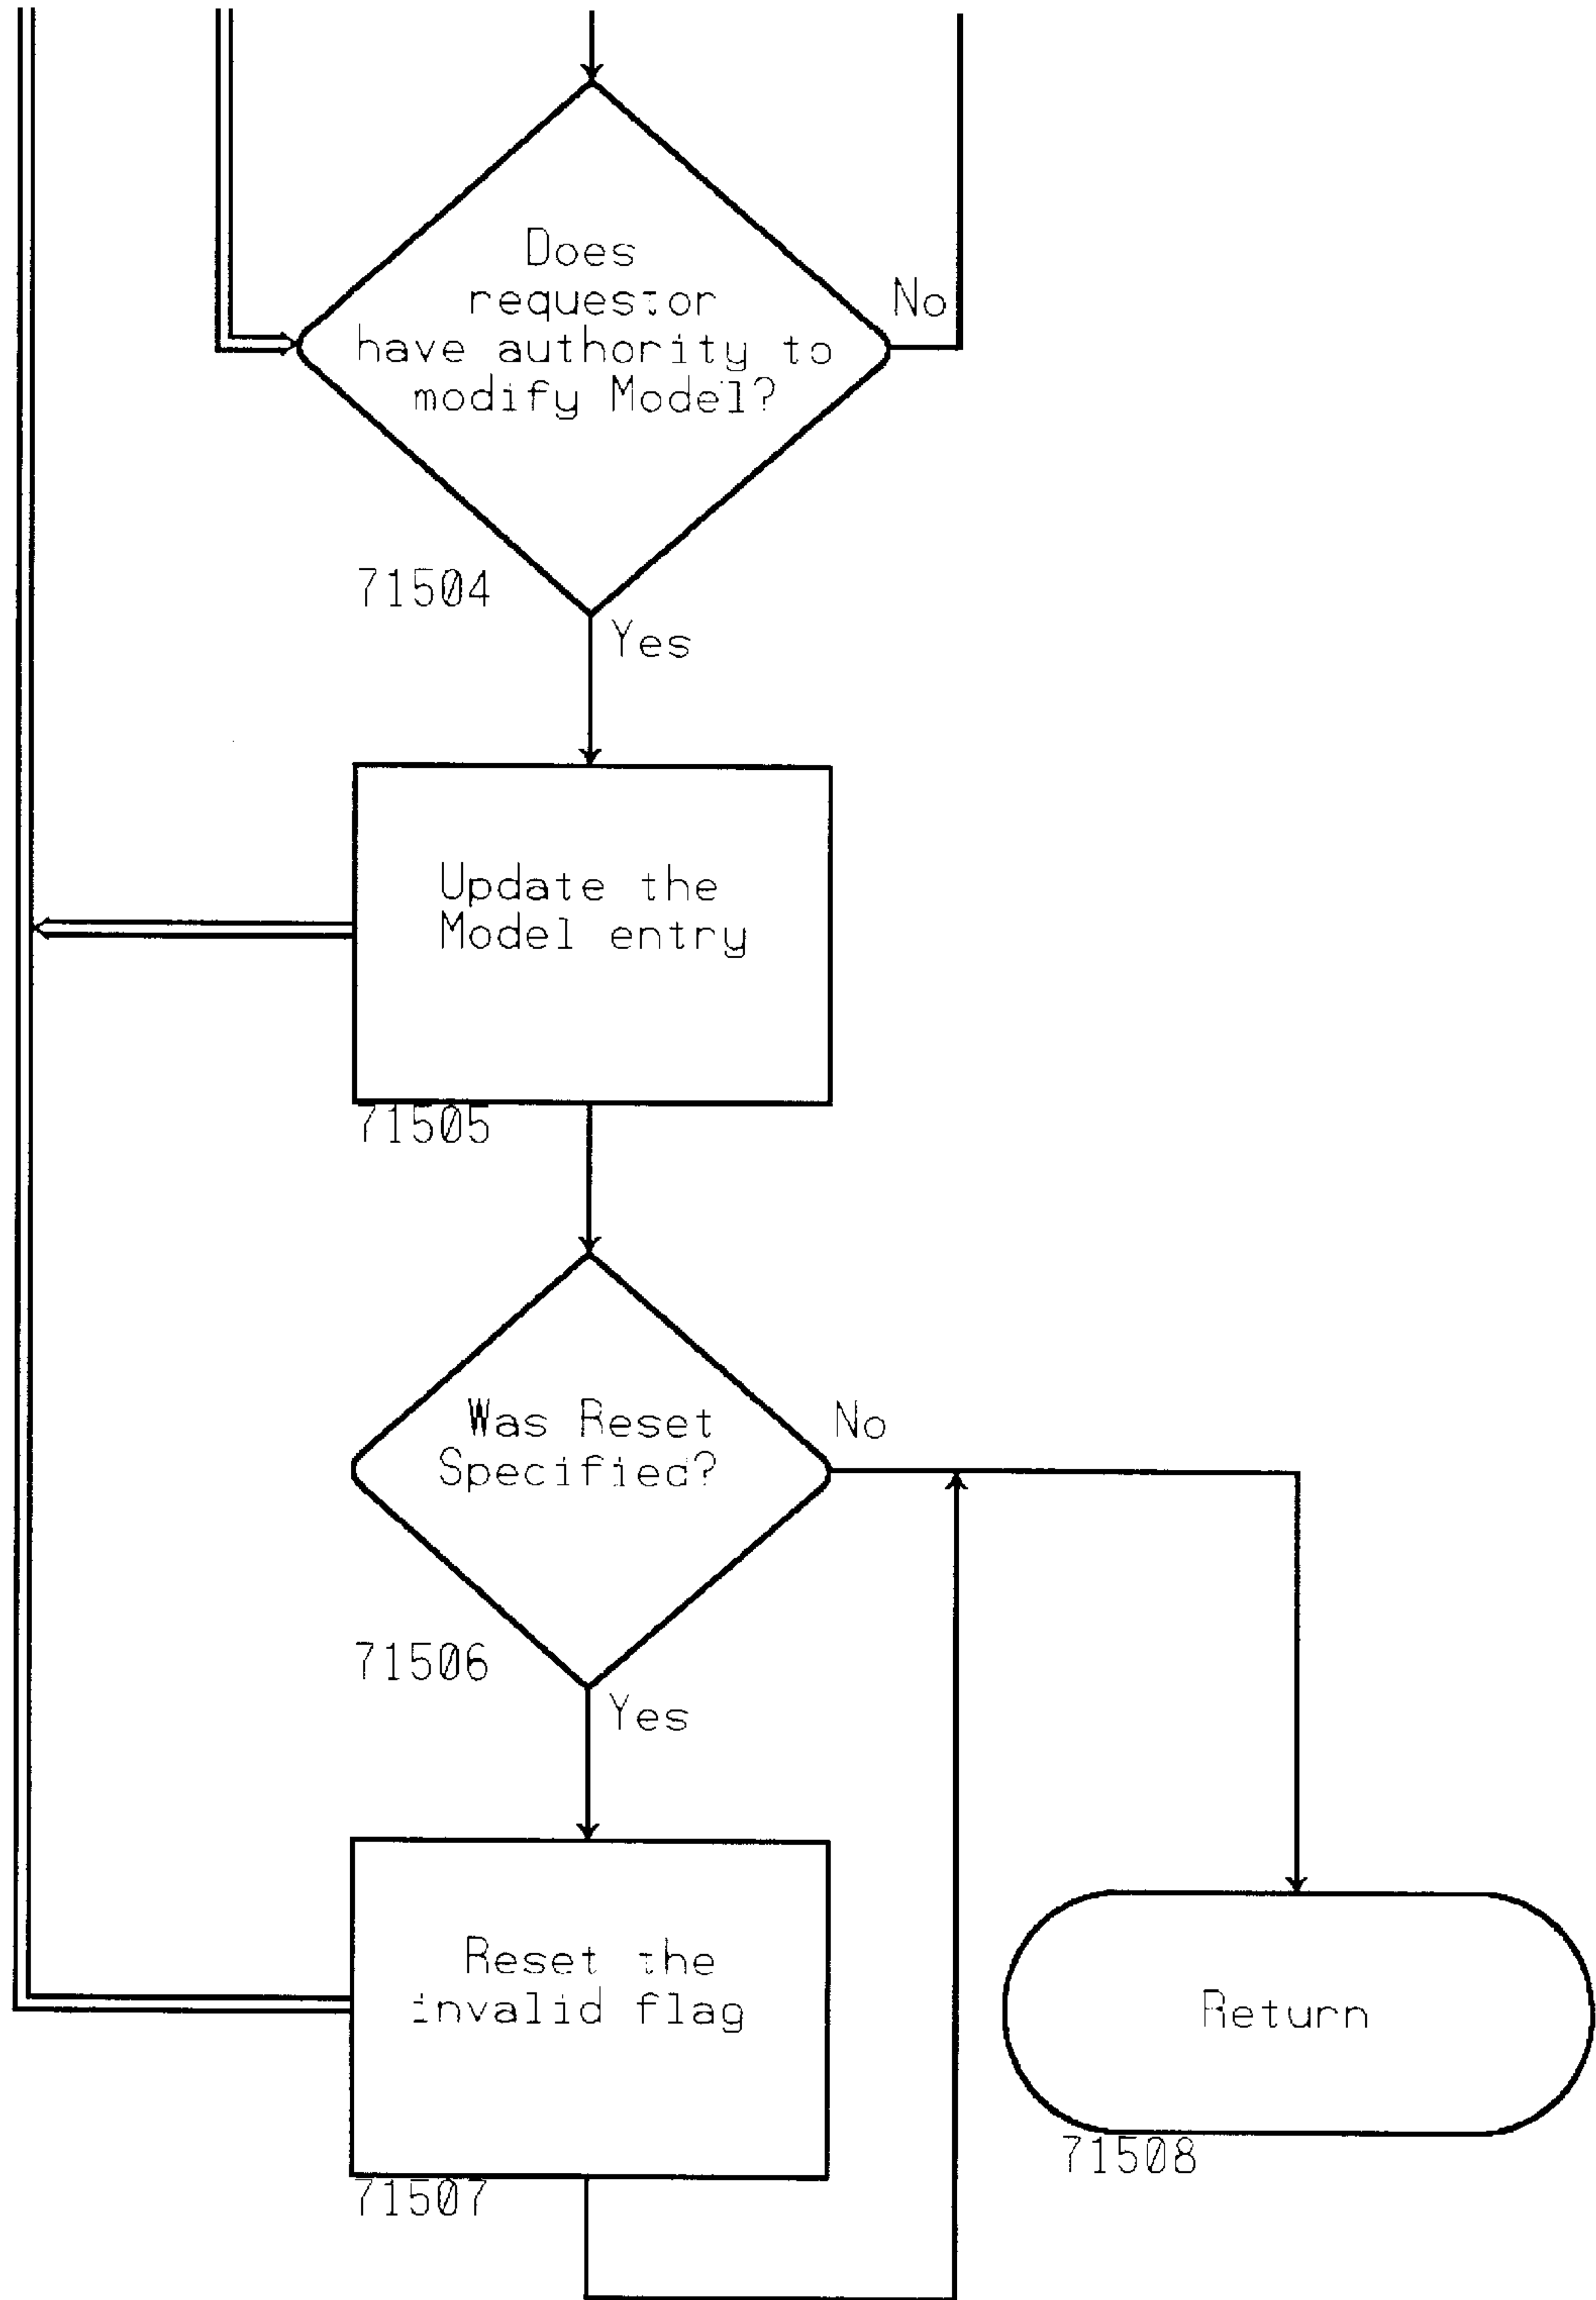 Does
requestor
have authority to
modify Model?
No
71504
Yes
Update the
Model entry
71505
Was Reset
Specified?
No
71506
Yes
Reset the
invalid flag
71507
Return
71508